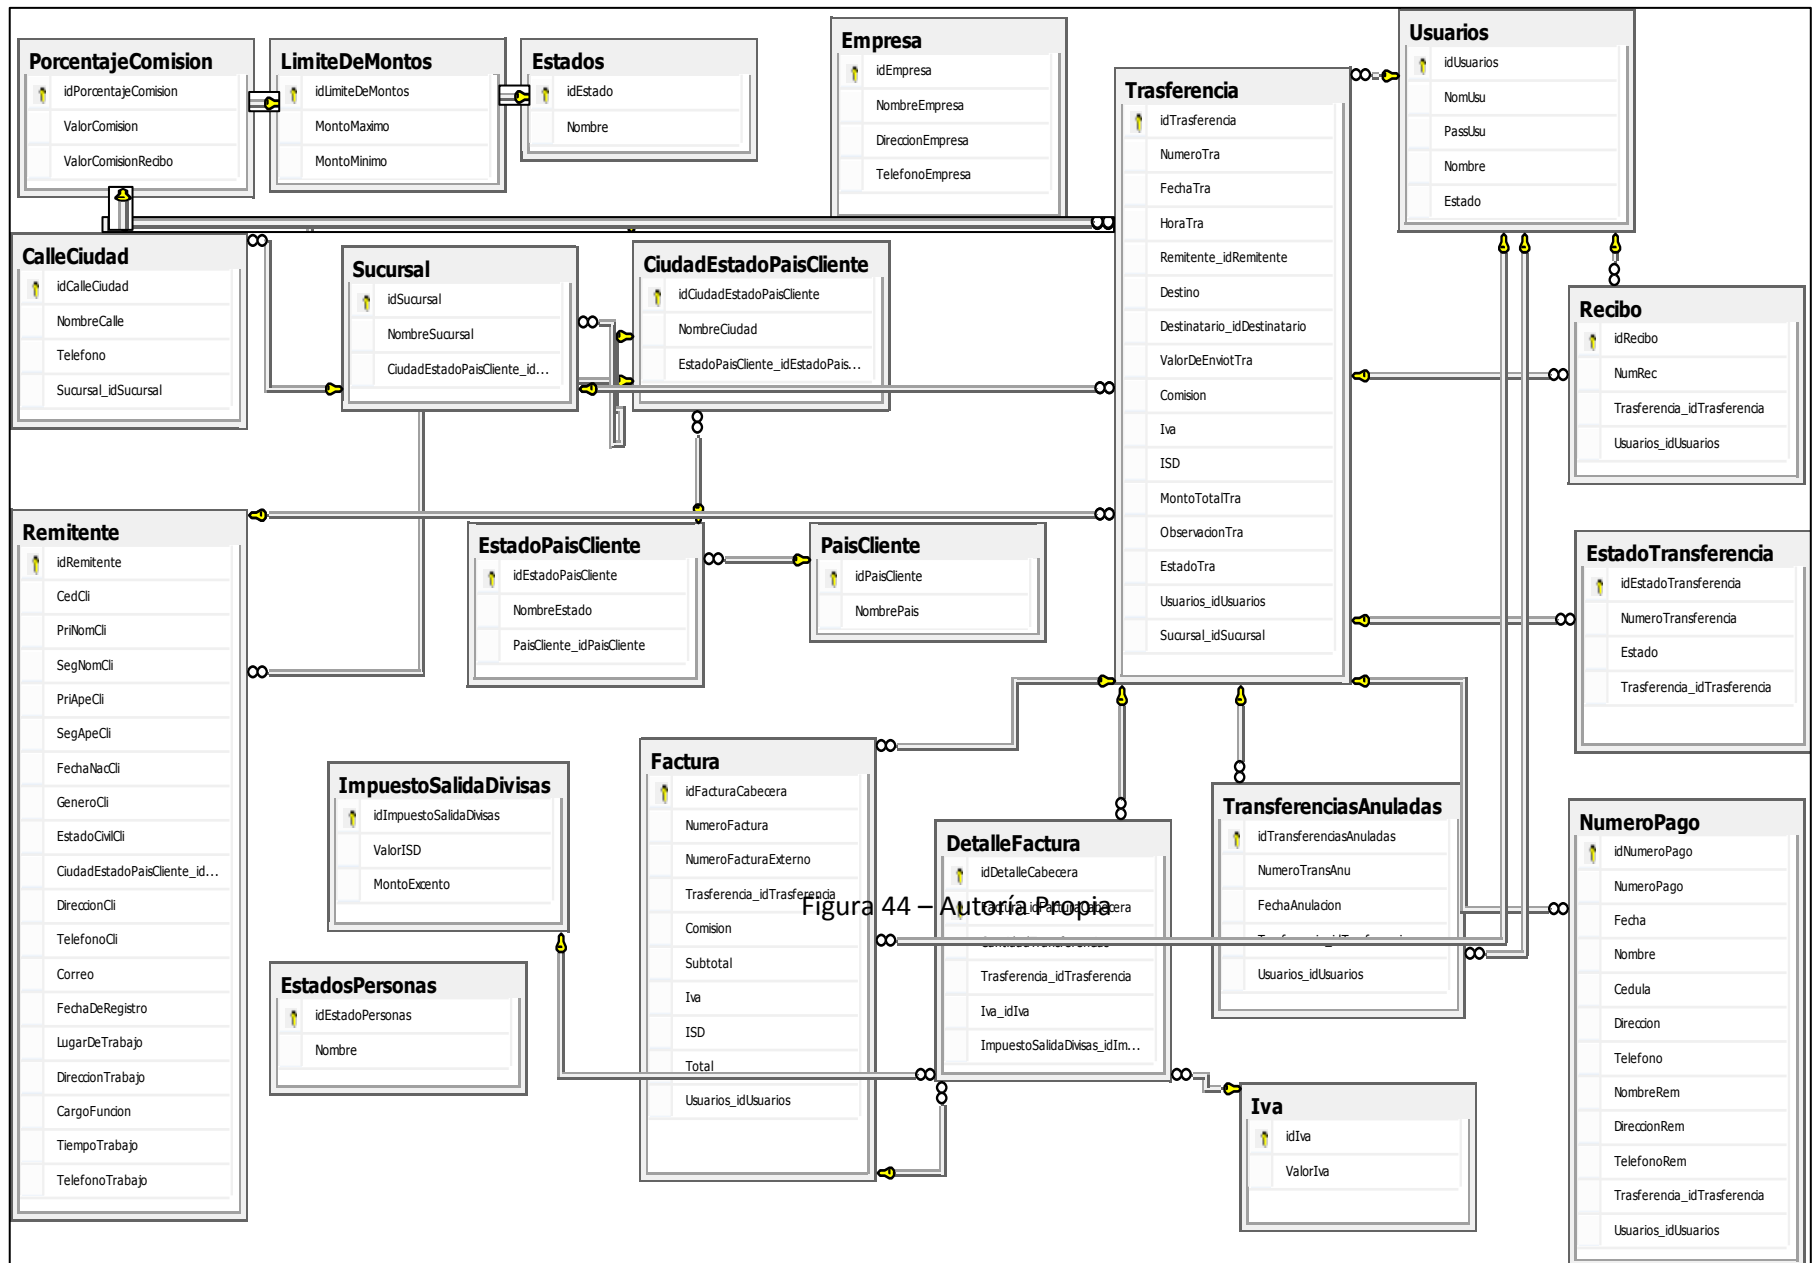 PorcentajeComision
idPorcentajeComision
ValorComision
ValorComisionRecibo
LimiteDeMontos
idLimiteDeMontos
MontoMaximo
MontoMinimo
Estados
idEstado
Nombre
Empresa
idEmpresa
NombreEmpresa
DireccionEmpresa
TelefonoEmpresa
Trasferencia
idTrasferencia
NumeroTra
FechaTra
HoraTra
Remitente_idRemitente
Destino
Destinatario_idDestinatario
ValorDeEnviotTra
Comision
Iva
ISD
MontoTotalTra
ObservacionTra
EstadoTra
Usuarios_idUsuarios
Sucursal_idSucursal
Usuarios
idUsuarios
NomUsu
PassUsu
Nombre
Estado
CalleCiudad
idCalleCiudad
NombreCalle
Telefono
Sucursal_idSucursal
Sucursal
idSucursal
NombreSucursal
CiudadEstadoPaisCliente_id...
CiudadEstadoPaisCliente
idCiudadEstadoPaisCliente
NombreCiudad
EstadoPaisCliente_idEstadoPais...
Recibo
idRecibo
NumRec
Trasferencia_idTrasferencia
Usuarios_idUsuarios
Remitente
idRemitente
CedCli
PriNomCli
SegNomCli
PriApeCli
SegApeCli
FechaNacCli
GeneroCli
EstadoCivilCli
CiudadEstadoPaisCliente_id...
DireccionCli
TelefonoCli
Correo
FechaDeRegistro
LugarDeTrabajo
DireccionTrabajo
CargoFuncion
TiempoTrabajo
TelefonoTrabajo
EstadoPaisCliente
idEstadoPaisCliente
NombreEstado
PaisCliente_idPaisCliente
PaisCliente
idPaisCliente
NombrePais
EstadoTransferencia
idEstadoTransferencia
NumeroTransferencia
Estado
Trasferencia_idTrasferencia
ImpuestoSalidaDivisas
idImpuestoSalidaDivisas
ValorISD
MontoExcento
EstadosPersonas
idEstadoPersonas
Nombre
Factura
idFacturaCabecera
NumeroFactura
NumeroFacturaExterno
Trasferencia_idTrasferencia
Comision
Subtotal
Iva
ISD
Total
Usuarios_idUsuarios
DetalleFactura
idDetalleCabecera
Factura_idFacturaCabecera
Trasferencia_idTrasferencia
Iva_idIva
ImpuestoSalidaDivisas_idIm...
Figura 44 – Autoría Propia
TransferenciasAnuladas
idTransferenciasAnuladas
NumeroTransAnu
FechaAnulacion
Usuarios_idUsuarios
Iva
idIva
ValorIva
NumeroPago
idNumeroPago
NumeroPago
Fecha
Nombre
Cedula
Direccion
Telefono
NombreRem
DireccionRem
TelefonoRem
Trasferencia_idTrasferencia
Usuarios_idUsuarios